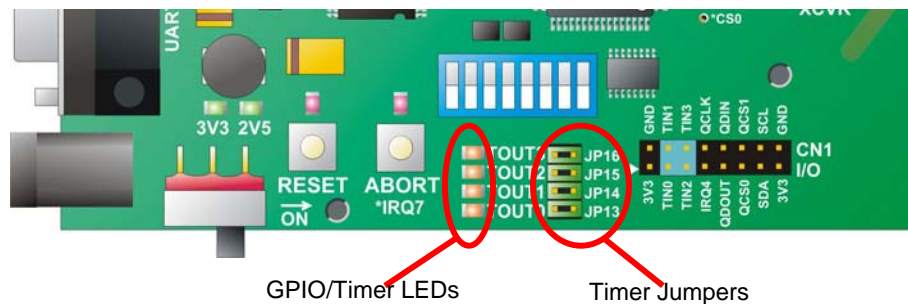 *CS0
XCVR
UAR
3V3 2V5
RESET
ON
ABORT
*IRQ7
TOUT3
TOUT2
TOUT1
TOUT0
JP16
JP15
JP14
JP13
GND
TIN1
TIN3
QCLK
QDIN
QCS1
SCL
GND
CN1
I/O
3V3
TIN0
TIN2
IRQ4
QDOUT
QCS0
SDA
3V3
GPIO/Timer LEDs
Timer Jumpers